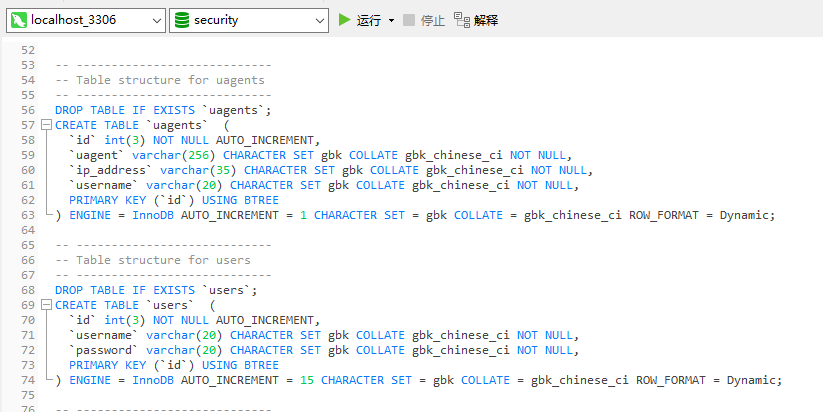 localhost_3306 security 运行 停止 解释
52
53 -- ----------------------------
54 -- Table structure for uagents
55 -- ----------------------------
56 DROP TABLE IF EXISTS `uagents`;
57 CREATE TABLE `uagents`  (
58   `id` int(3) NOT NULL AUTO_INCREMENT,
59   `uagent` varchar(256) CHARACTER SET gbk COLLATE gbk_chinese_ci NOT NULL,
60   `ip_address` varchar(35) CHARACTER SET gbk COLLATE gbk_chinese_ci NOT NULL,
61   `username` varchar(20) CHARACTER SET gbk COLLATE gbk_chinese_ci NOT NULL,
62   PRIMARY KEY (`id`) USING BTREE
63 ) ENGINE = InnoDB AUTO_INCREMENT = 1 CHARACTER SET = gbk COLLATE = gbk_chinese_ci ROW_FORMAT = Dynamic;
64
65 -- ----------------------------
66 -- Table structure for users
67 -- ----------------------------
68 DROP TABLE IF EXISTS `users`;
69 CREATE TABLE `users`  (
70   `id` int(3) NOT NULL AUTO_INCREMENT,
71   `username` varchar(20) CHARACTER SET gbk COLLATE gbk_chinese_ci NOT NULL,
72   `password` varchar(20) CHARACTER SET gbk COLLATE gbk_chinese_ci NOT NULL,
73   PRIMARY KEY (`id`) USING BTREE
74 ) ENGINE = InnoDB AUTO_INCREMENT = 15 CHARACTER SET = gbk COLLATE = gbk_chinese_ci ROW_FORMAT = Dynamic;
75
76 -- ----------------------------